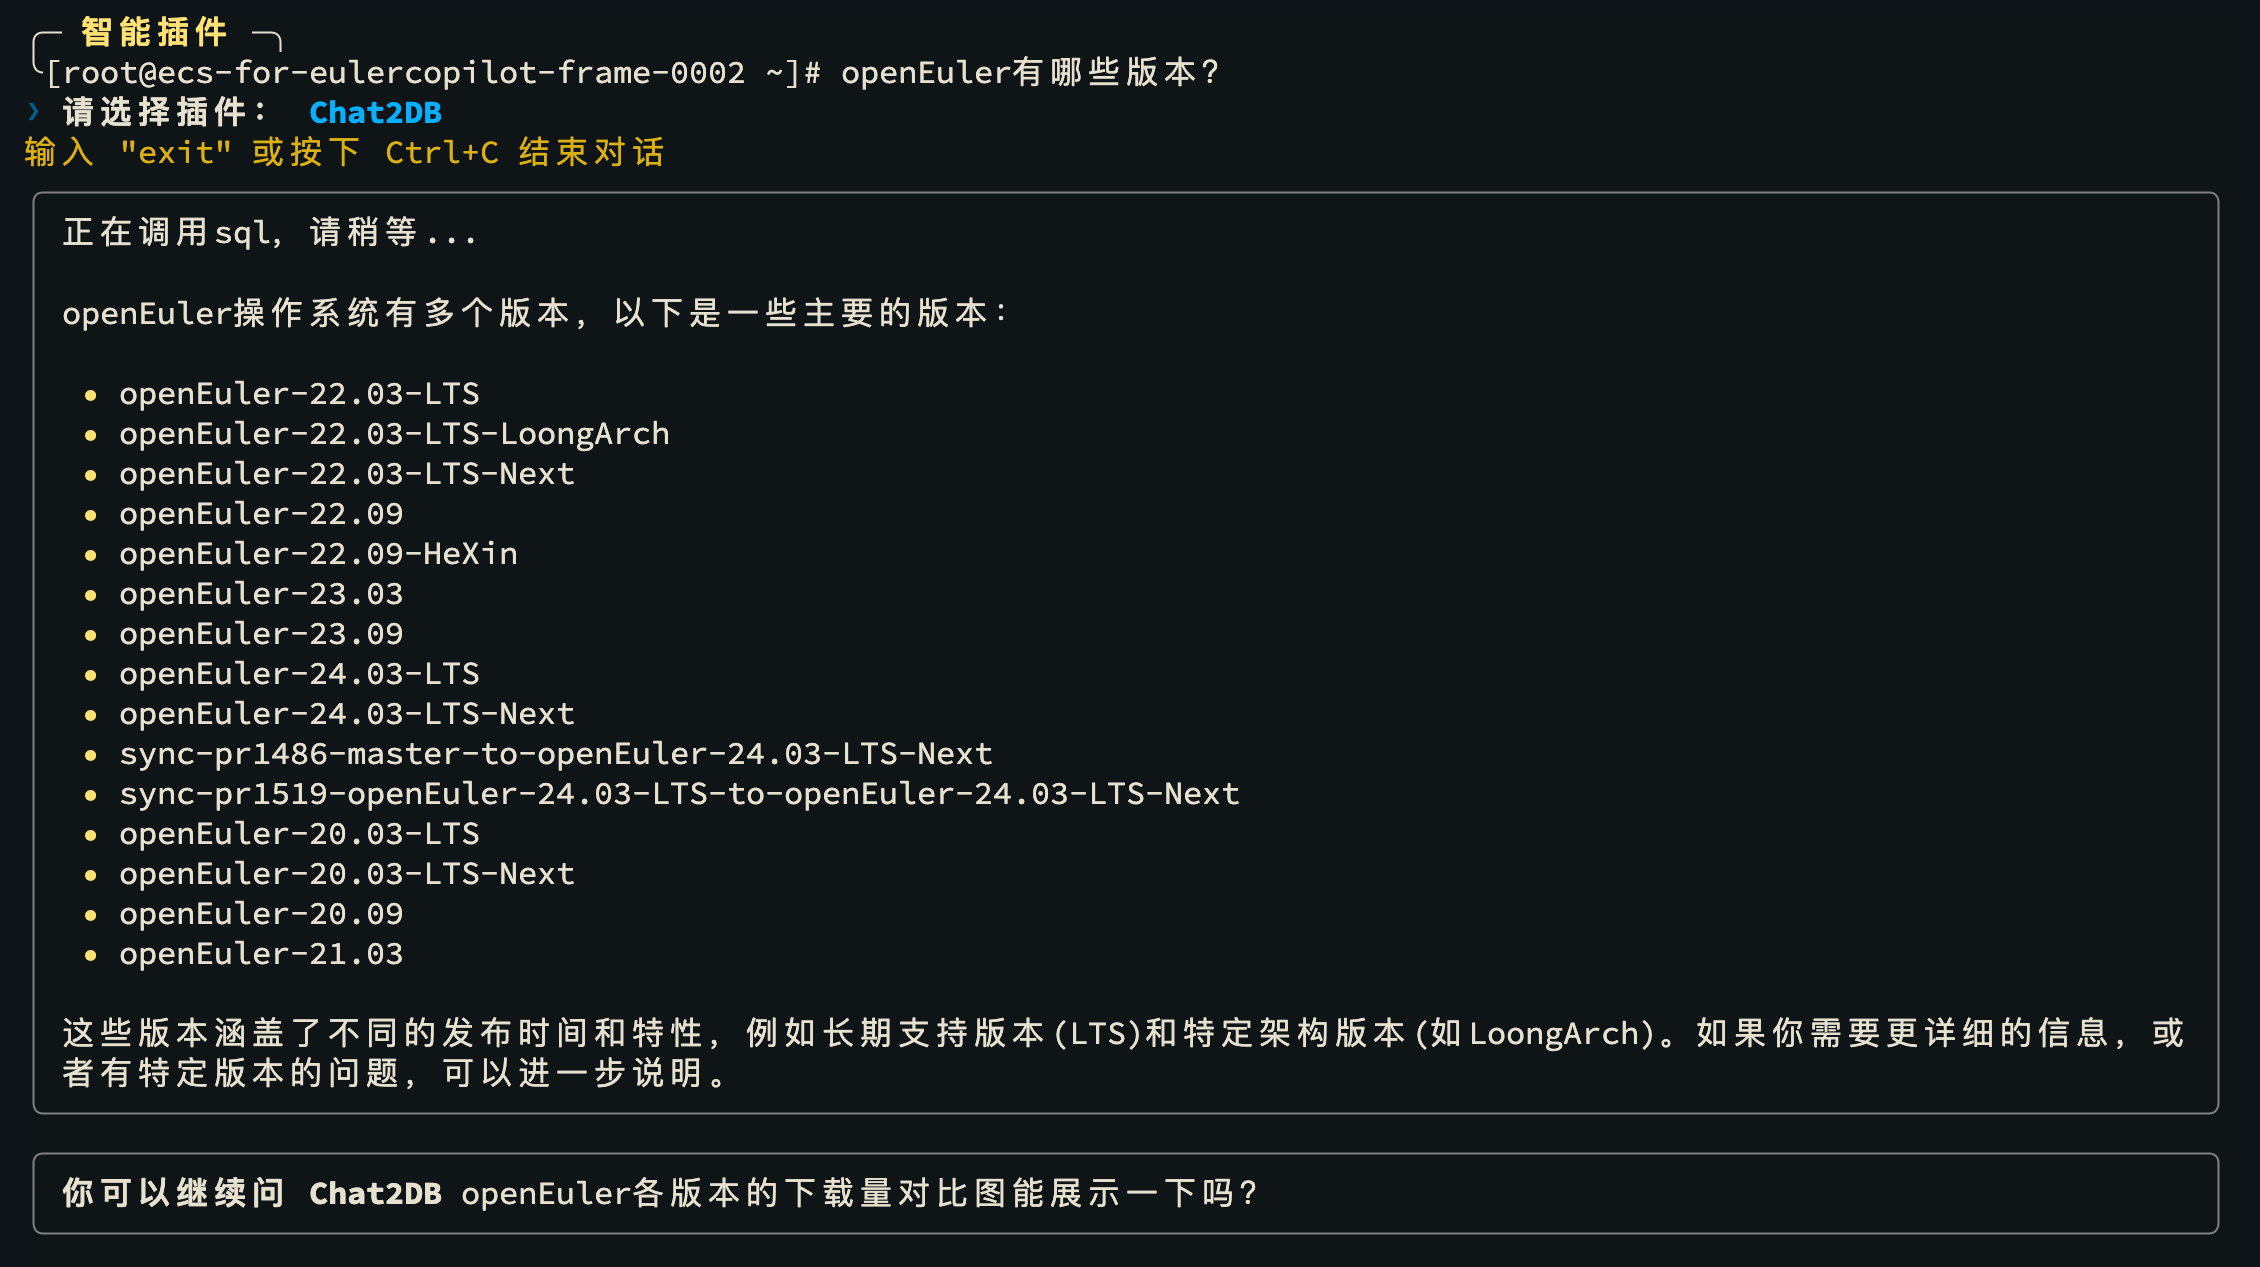 智能插件
[root@ecs-for-eulercopilot-frame-0002 ~]# openEuler有哪些版本?
› 请选择插件： Chat2DB
输入 "exit" 或按下 Ctrl+C 结束对话
正在调用sql，请稍等...
openEuler操作系统有多个版本，以下是一些主要的版本：
• openEuler-22.03-LTS
• openEuler-22.03-LTS-LoongArch
• openEuler-22.03-LTS-Next
• openEuler-22.09
• openEuler-22.09-HeXin
• openEuler-23.03
• openEuler-23.09
• openEuler-24.03-LTS
• openEuler-24.03-LTS-Next
• sync-pr1486-master-to-openEuler-24.03-LTS-Next
• sync-pr1519-openEuler-24.03-LTS-to-openEuler-24.03-LTS-Next
• openEuler-20.03-LTS
• openEuler-20.03-LTS-Next
• openEuler-20.09
• openEuler-21.03
这些版本涵盖了不同的发布时间和特性，例如长期支持版本(LTS)和特定架构版本(如LoongArch)。如果你需要更详细的信息，或
者有特定版本的问题，可以进一步说明。
你可以继续问 Chat2DB openEuler各版本的下载量对比图能展示一下吗？